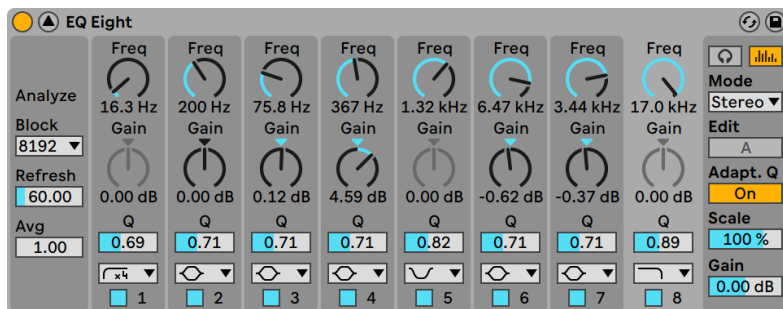 EQ Eight
Analyze
Block
8192
Refresh
60.00
Avg
1.00
Freq Freq Freq Freq Freq Freq Freq Freq
16.3 Hz 200 Hz 75.8 Hz 367 Hz 1.32 kHz 6.47 kHz 3.44 kHz 17.0 kHz
Gain Gain Gain Gain Gain Gain Gain Gain
0.00 dB 0.00 dB 0.12 dB 4.59 dB 0.00 dB -0.62 dB -0.37 dB 0.00 dB
Q Q Q Q Q Q Q Q
0.69 0.71 0.71 0.71 0.82 0.71 0.71 0.89
x4
1 2 3 4 5 6 7 8
Mode
Stereo
Edit
A
Adapt. Q
On
Scale
100 %
Gain
0.00 dB